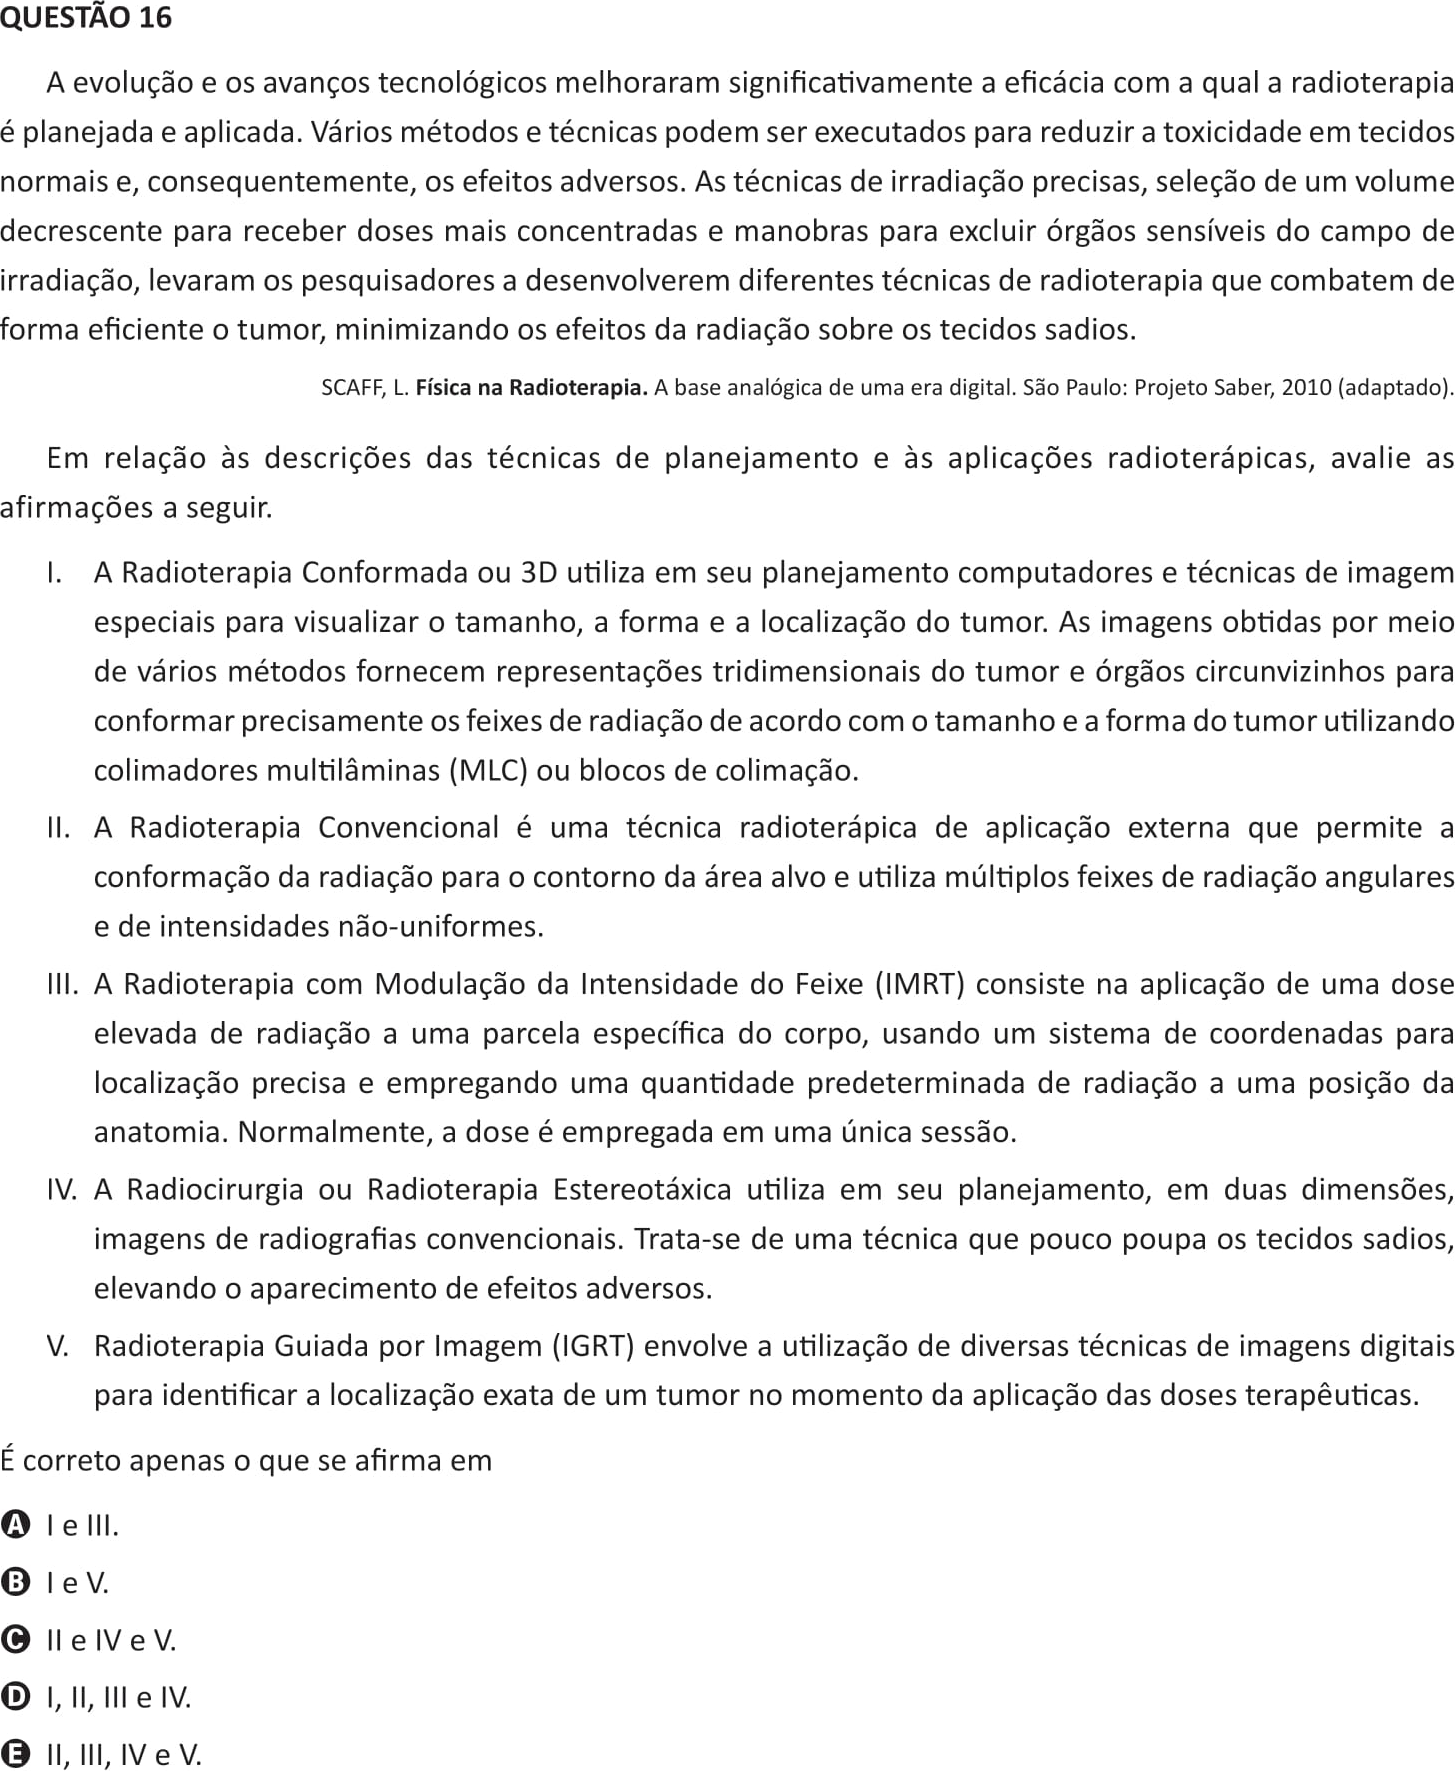 QUESTÃO 16
A evolução e os avanços tecnológicos melhoraram significativamente a eficácia com a qual a radioterapia
é planejada e aplicada. Vários métodos e técnicas podem ser executados para reduzir a toxicidade em tecidos
normais e, consequentemente, os efeitos adversos. As técnicas de irradiação precisas, seleção de um volume
decrescente para receber doses mais concentradas e manobras para excluir órgãos sensíveis do campo de
irradiação, levaram os pesquisadores a desenvolverem diferentes técnicas de radioterapia que combatem de
forma eficiente o tumor, minimizando os efeitos da radiação sobre os tecidos sadios.
SCAFF, L. Física na Radioterapia. A base analógica de uma era digital. São Paulo: Projeto Saber, 2010 (adaptado).
Em relação às descrições das técnicas de planejamento e às aplicações radioterápicas, avalie as
afirmações a seguir.
I. A Radioterapia Conformada ou 3D utiliza em seu planejamento computadores e técnicas de imagem
especiais para visualizar o tamanho, a forma e a localização do tumor. As imagens obtidas por meio
de vários métodos fornecem representações tridimensionais do tumor e órgãos circunvizinhos para
conformar precisamente os feixes de radiação de acordo com o tamanho e a forma do tumor utilizando
colimadores multilâminas (MLC) ou blocos de colimação.
II. A Radioterapia Convencional é uma técnica radioterápica de aplicação externa que permite a
conformação da radiação para o contorno da área alvo e utiliza múltiplos feixes de radiação angulares
e de intensidades não-uniformes.
III. A Radioterapia com Modulação da Intensidade do Feixe (IMRT) consiste na aplicação de uma dose
elevada de radiação a uma parcela específica do corpo, usando um sistema de coordenadas para
localização precisa e empregando uma quantidade predeterminada de radiação a uma posição da
anatomia. Normalmente, a dose é empregada em uma única sessão.
IV. A Radiocirurgia ou Radioterapia Estereotáxica utiliza em seu planejamento, em duas dimensões,
imagens de radiografias convencionais. Trata-se de uma técnica que pouco poupa os tecidos sadios,
elevando o aparecimento de efeitos adversos.
V. Radioterapia Guiada por Imagem (IGRT) envolve a utilização de diversas técnicas de imagens digitais
para identificar a localização exata de um tumor no momento da aplicação das doses terapêuticas.
É correto apenas o que se afirma em
A I e III.
B I e V.
C II e IV e V.
D I, II, III e IV.
E II, III, IV e V.